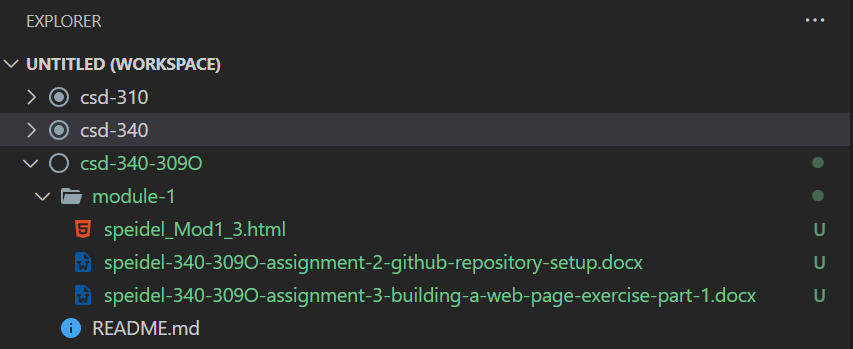 EXPLORER ...
UNTITLED (WORKSPACE)
csd-310
csd-340
csd-340-309O
module-1
speidel_Mod1_3.html U
speidel-340-309O-assignment-2-github-repository-setup.docx U
speidel-340-309O-assignment-3-building-a-web-page-exercise-part-1.docx U
README.md